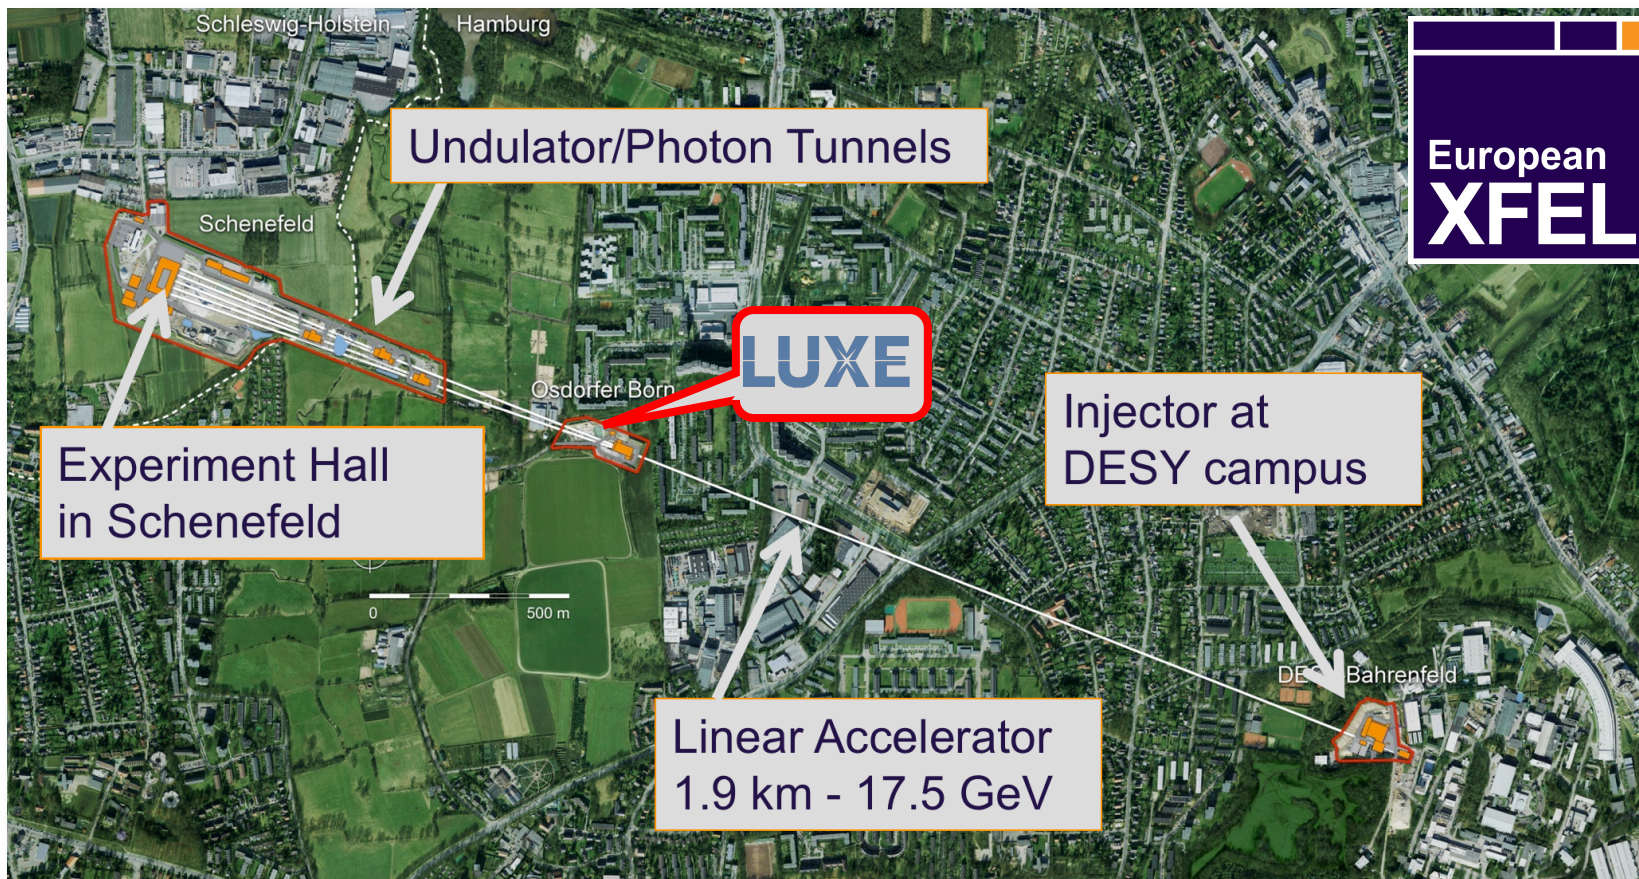 Schleswig-Holstein
Hamburg
Undulator/Photon Tunnels
European
XFEL
Schenefeld
LUXE
Osdorfer Born
Injector at
DESY campus
Experiment Hall
in Schenefeld
0
500 m
DE
Bahrenfeld
Linear Accelerator
1.9 km - 17.5 GeV